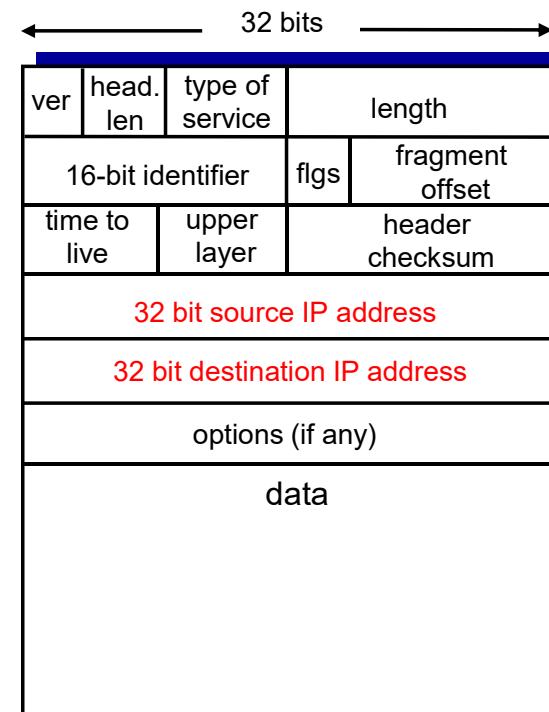 32 bits
ver
head.
len
type of
service
length
16-bit identifier
flgs
fragment
offset
time to
live
upper
layer
header
checksum
32 bit source IP address
32 bit destination IP address
options (if any)
data